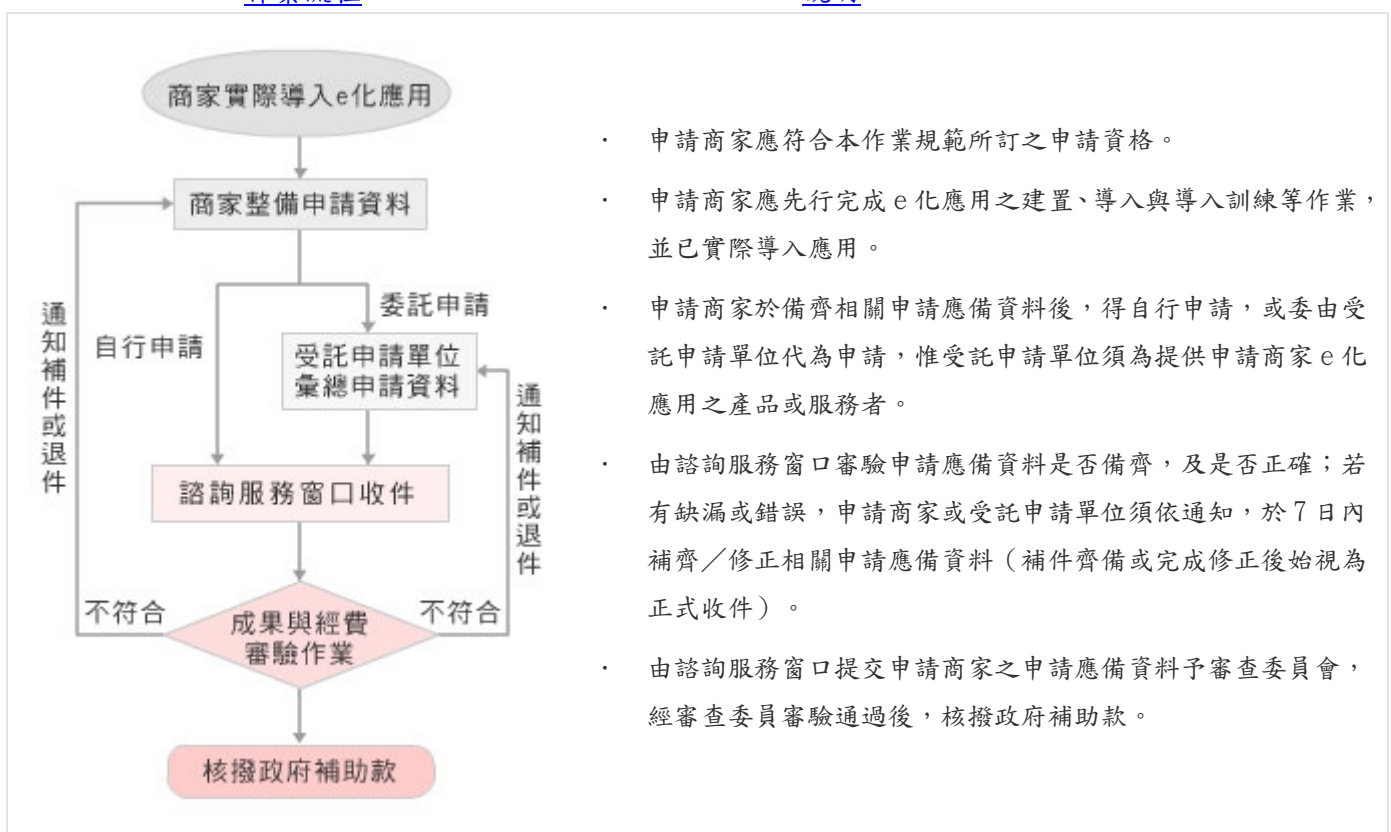 商家實際導入e化應用
商家整備申請資料
通知補件或退件
自行申請
委託申請
受託申請單位
彙總申請資料
通知補件或退件
諮詢服務窗口收件
不符合
成果與經費
審驗作業
不符合
核撥政府補助款
· 申請商家應符合本作業規範所訂之申請資格。
· 申請商家應先行完成e化應用之建置、導入與導入訓練等作業，
並已實際導入應用。
· 申請商家於備齊相關申請應備資料後，得自行申請，或委由受
託申請單位代為申請，惟受託申請單位須為提供申請商家e化
應用之產品或服務者。
· 由諮詢服務窗口審驗申請應備資料是否備齊，及是否正確；若
有缺漏或錯誤，申請商家或受託申請單位須依通知，於7日內
補齊／修正相關申請應備資料（補件齊備或完成修正後始視為
正式收件）。
· 由諮詢服務窗口提交申請商家之申請應備資料予審查委員會，
經審查委員審驗通過後，核撥政府補助款。